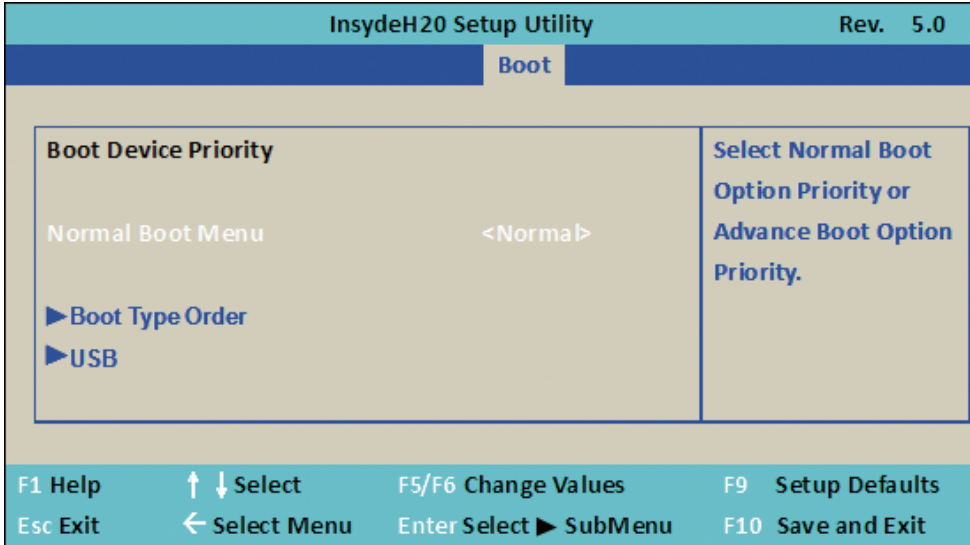 InsydeH20 Setup Utility Rev. 5.0
Boot
Boot Device Priority
Normal Boot Menu <Normal>
▶Boot Type Order
▶USB
Select Normal Boot
Option Priority or
Advance Boot Option
Priority.
F1 Help ↑ ↓ Select F5/F6 Change Values F9 Setup Defaults
Esc Exit ← Select Menu Enter Select ▶ SubMenu F10 Save and Exit